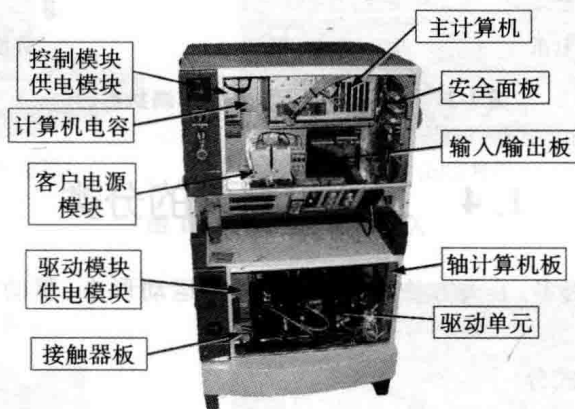 控制模块
供电模块
计算机电容
客户电源
模块
驱动模块
供电模块
接触器板
主计算机
安全面板
输入/输出板
轴计算机板
驱动单元